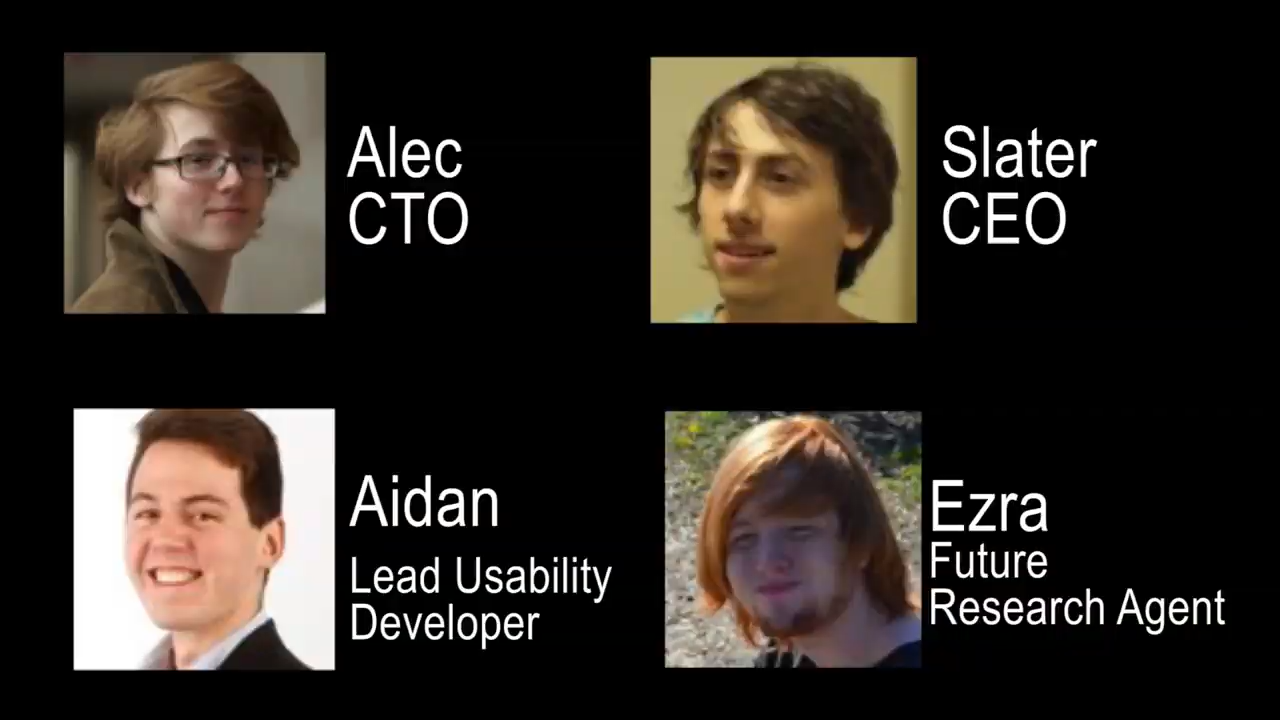 Alec
CTO
Slater
CEO
Aidan
Lead Usability
Developer
Ezra
Future
Research Agent